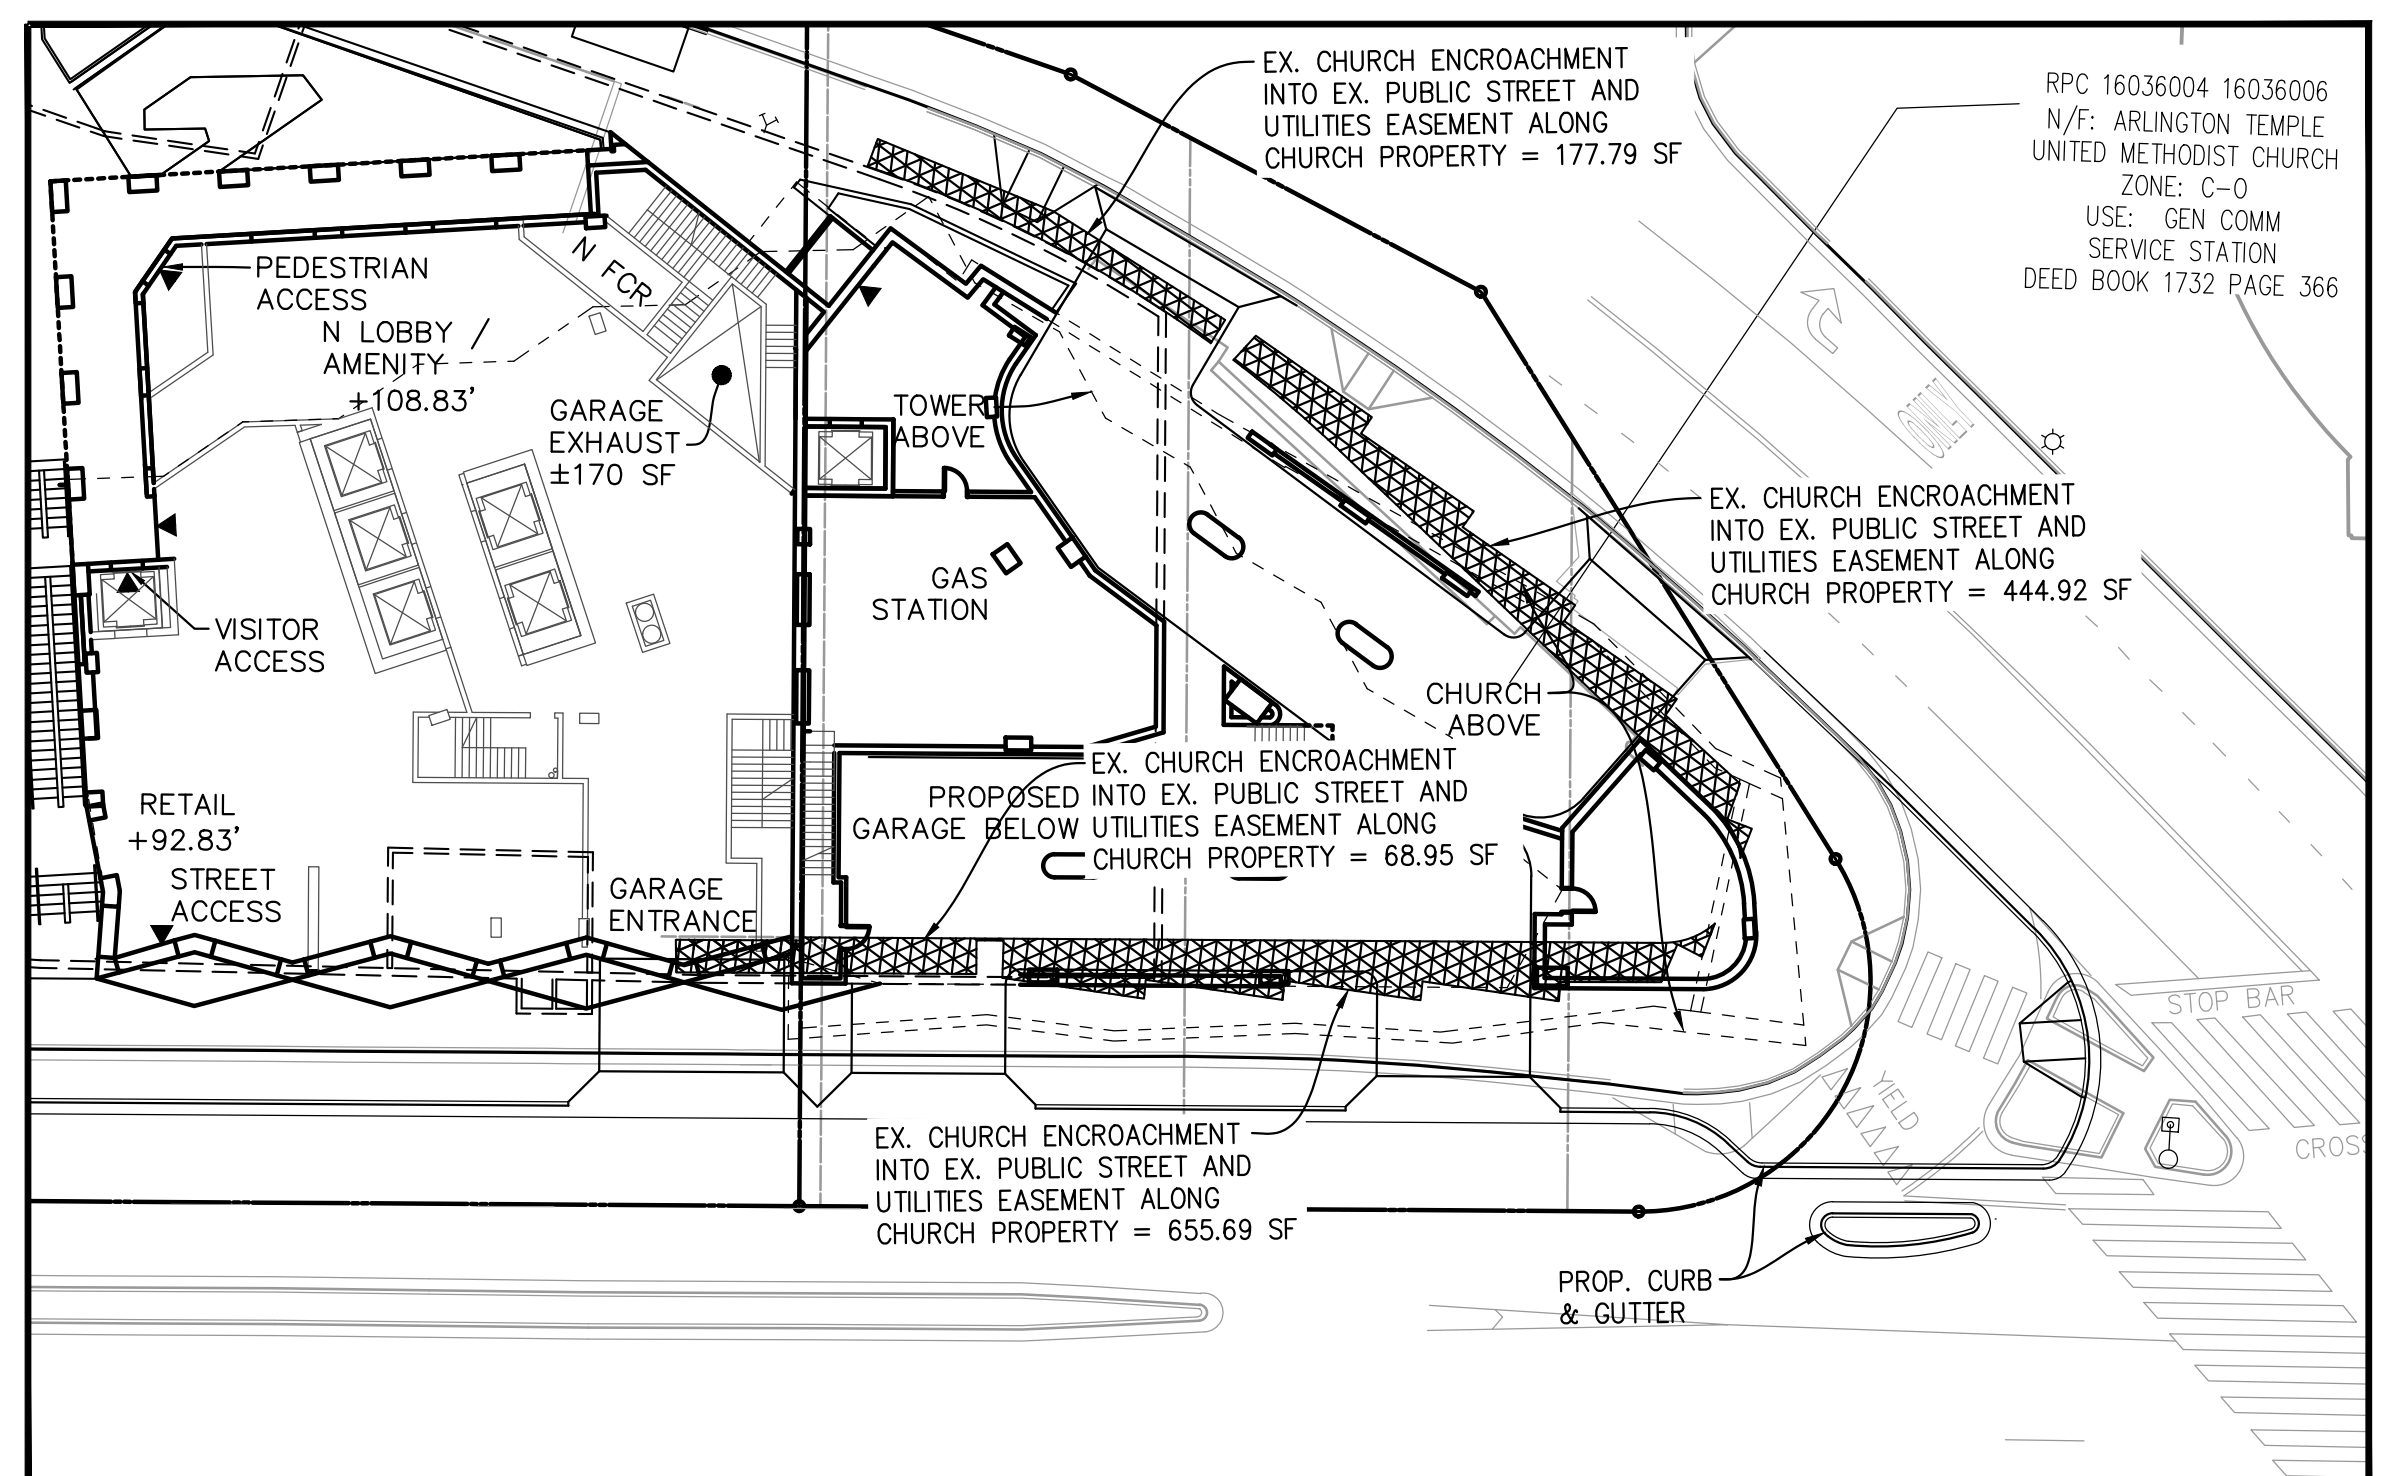 EX. CHURCH ENCROACHMENT
INTO EX. PUBLIC STREET AND
UTILITIES EASEMENT ALONG
CHURCH PROPERTY = 177.79 SF
RPC 16036004 16036006
N/F: ARLINGTON TEMPLE
UNITED METHODIST CHURCH
ZONE: C-O
USE: GEN COMM
SERVICE STATION
DEED BOOK 1732 PAGE 366
PEDESTRIAN
ACCESS
N FCR
N LOBBY /
AMENITY
+108.83'
GARAGE
EXHAUST
±170 SF
TOWER
ABOVE
ONLY
EX. CHURCH ENCROACHMENT
INTO EX. PUBLIC STREET AND
UTILITIES EASEMENT ALONG
CHURCH PROPERTY = 444.92 SF
GAS
STATION
VISITOR
ACCESS
CHURCH
ABOVE
EX. CHURCH ENCROACHMENT
INTO EX. PUBLIC STREET AND
UTILITIES EASEMENT ALONG
CHURCH PROPERTY = 68.95 SF
PROPOSED
GARAGE BELOW
RETAIL
+92.83'
STREET
ACCESS
GARAGE
ENTRANCE
STOP BAR
YIELD
CROSS
EX. CHURCH ENCROACHMENT
INTO EX. PUBLIC STREET AND
UTILITIES EASEMENT ALONG
CHURCH PROPERTY = 655.69 SF
PROP. CURB
& GUTTER